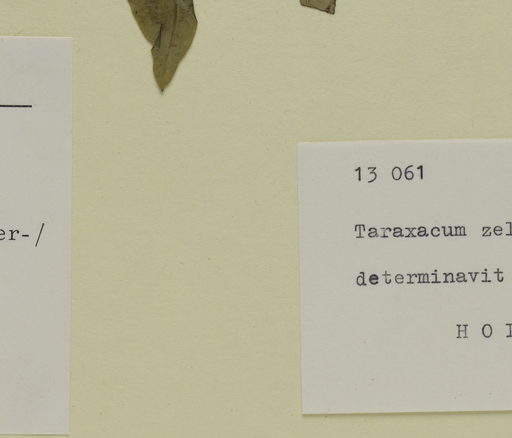 er-/
13 061
Taraxacum zel
determinavit
H O